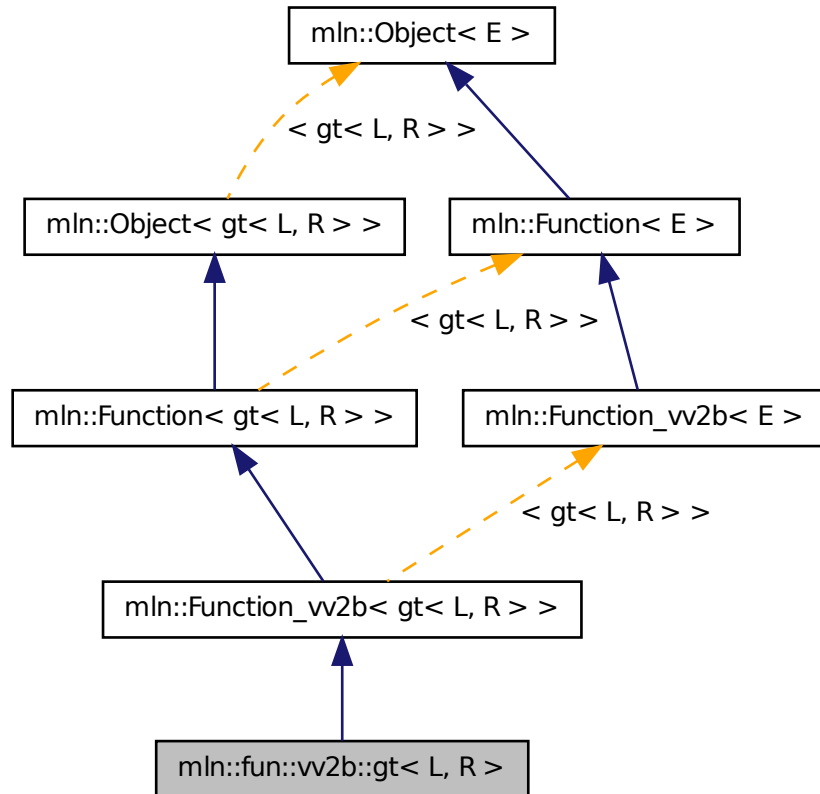 mln::Object< E >
< gt< L, R > >
mln::Object< gt< L, R > >
mln::Function< E >
< gt< L, R > >
mln::Function< gt< L, R > >
mln::Function_vv2b< E >
< gt< L, R > >
mln::Function_vv2b< gt< L, R > >
mln::fun::vv2b::gt< L, R >